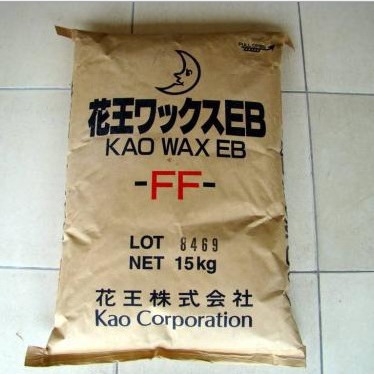 花王ワックスEB
KAO WAX EB
-FF-
LOT 8469
NET 15kg
花王株式会社
Kao Corporation